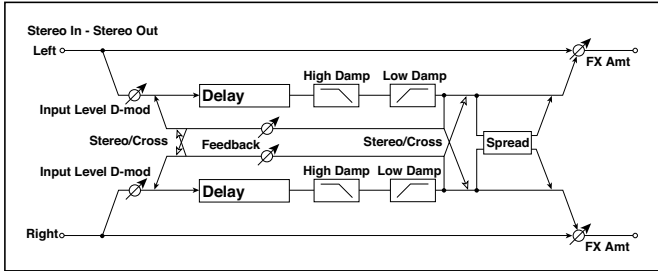 Stereo In - Stereo Out
Left
FX Amt
High Damp Low Damp
Delay
Input Level D-mod
Stereo/Cross Feedback Stereo/Cross
Spread
Input Level D-mod
High Damp Low Damp
Delay
Right
FX Amt